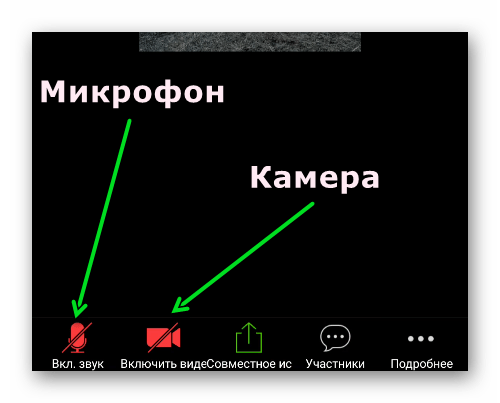 Микрофон
Камера
Вкл. звук
Включить виде
Совместное ис
Участники
Подробнее